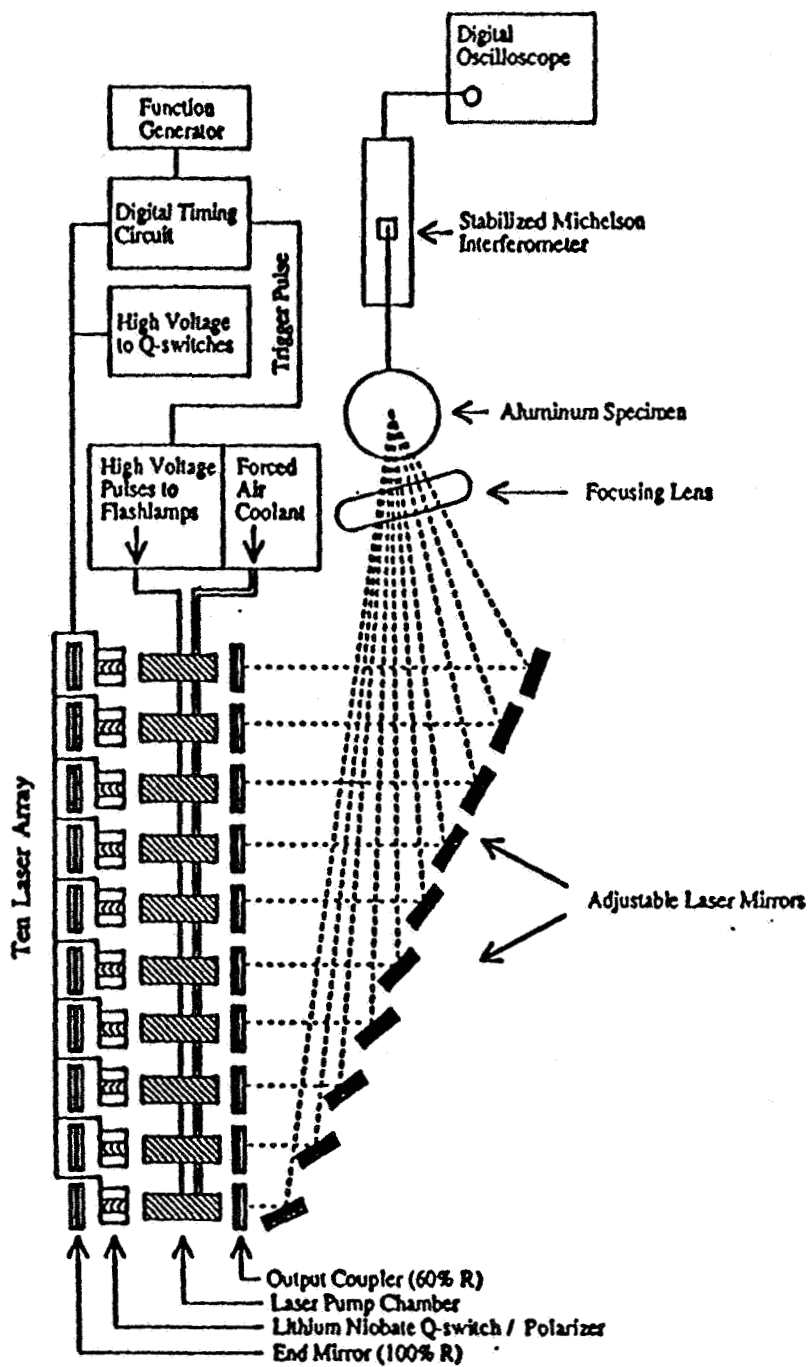 Digital
Oscilloscope
Function
Generator
Digital Timing
Circuit
Stabilized Michelson
Interferometer
Trigger Pulse
High Voltage
to Q-switches
Aluminum Specimen
High Voltage
Pulses to
Flashlamps
Forced
Air
Coolant
Focusing Lens
Ten Laser Array
Adjustable Laser Mirrors
Output Coupler (60% R)
Laser Pump Chamber
Lithium Niobate Q-switch / Polarizer
End Mirror (100% R)